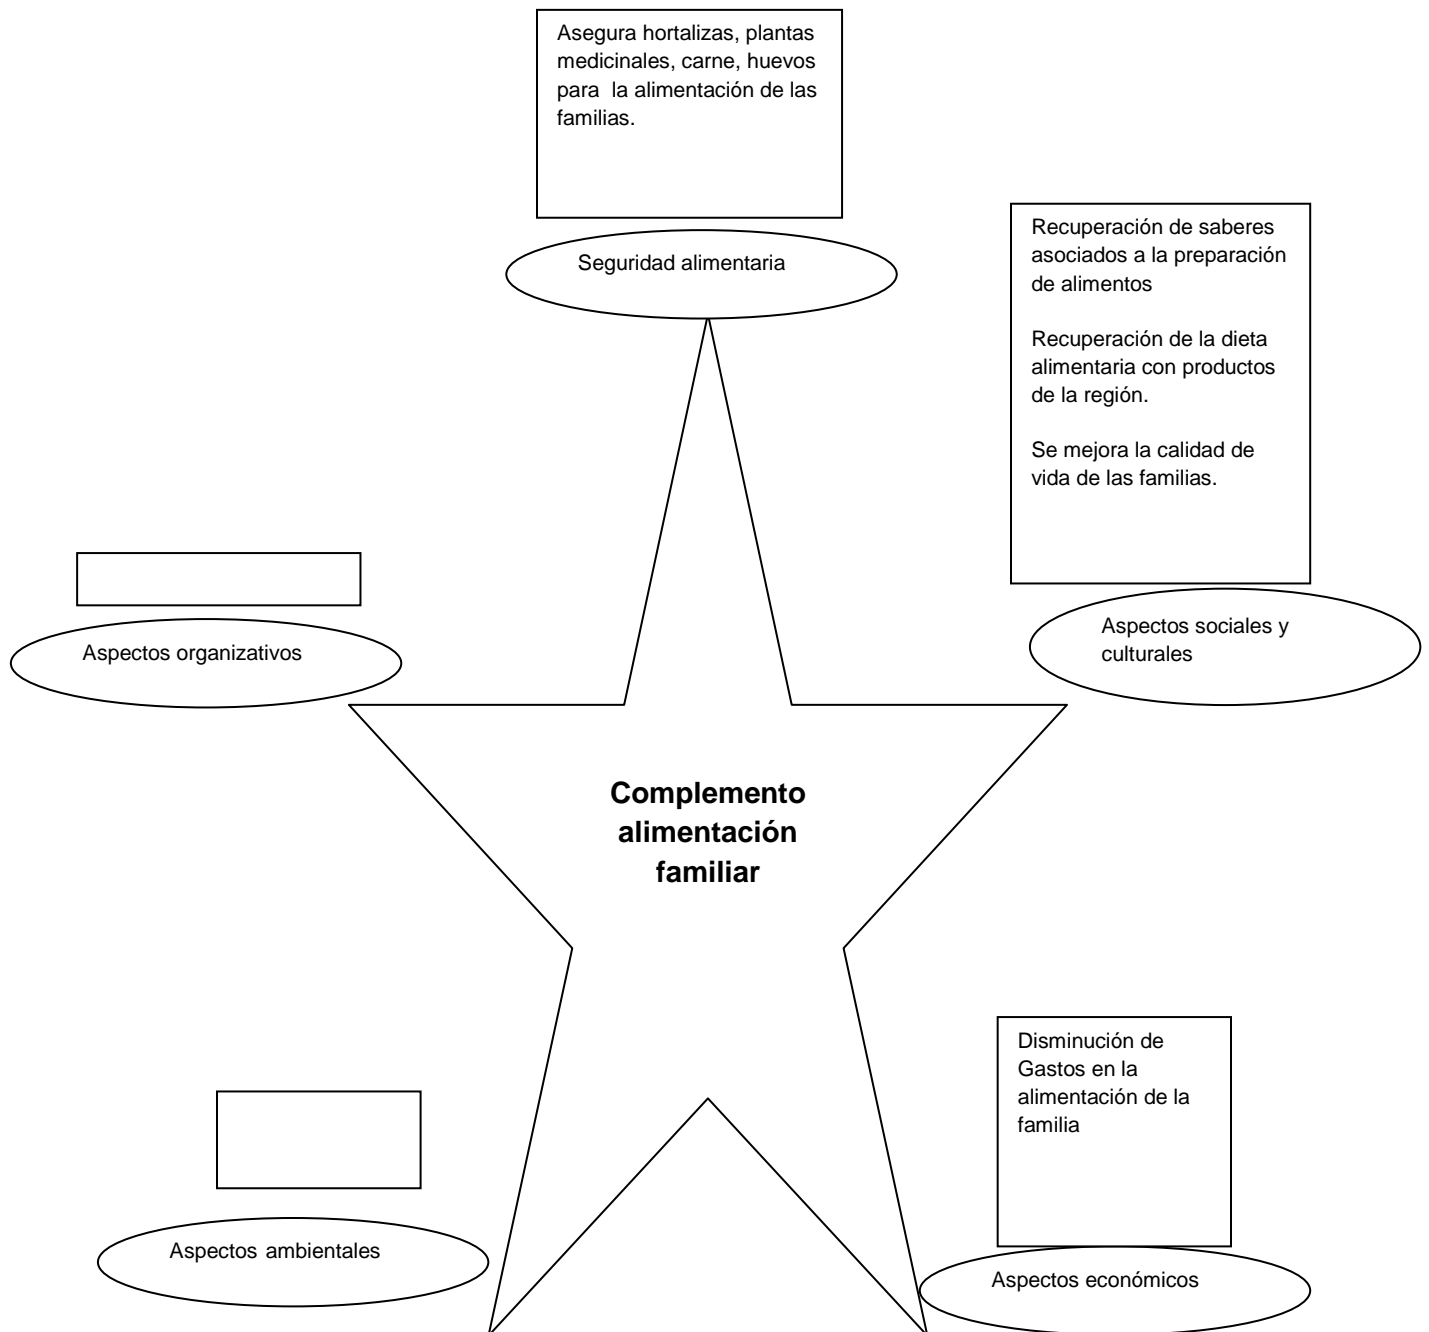 Asegura hortalizas, plantas
medicinales, carne, huevos
para la alimentación de las
familias.
Seguridad alimentaria
Recuperación de saberes
asociados a la preparación
de alimentos
Recuperación de la dieta
alimentaria con productos
de la región.
Se mejora la calidad de
vida de las familias.
Aspectos organizativos
Aspectos sociales y
culturales
Complemento
alimentación
familiar
Disminución de
Gastos en la
alimentación de la
familia
Aspectos ambientales
Aspectos económicos